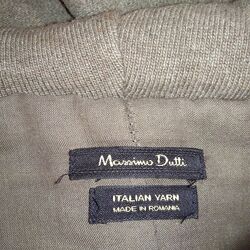 Massimo Dutti
ITALIAN YARN
MADE IN ROMANIA